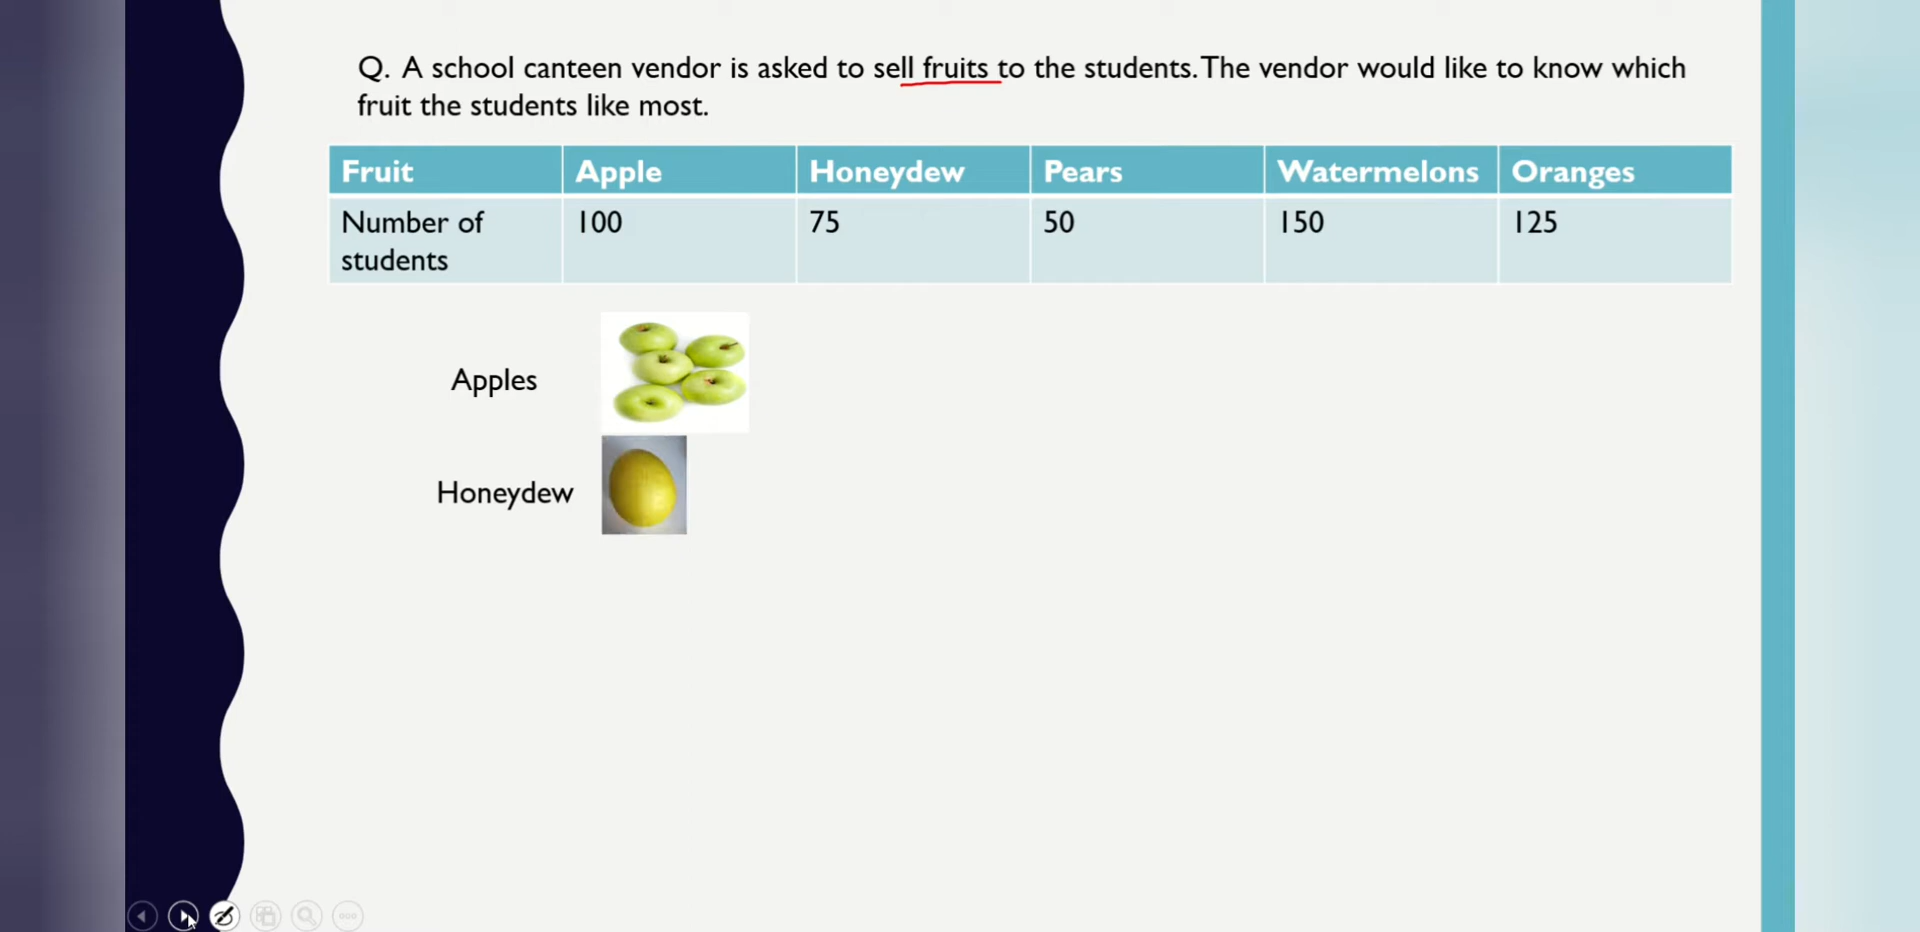 Q. A school canteen vendor is asked to sell fruits to the students. The vendor would like to know which
fruit the students like most.
Fruit Apple Honeydew Pears Watermelons Oranges
Number of 100 75 50 150 125
students
Apples
Honeydew